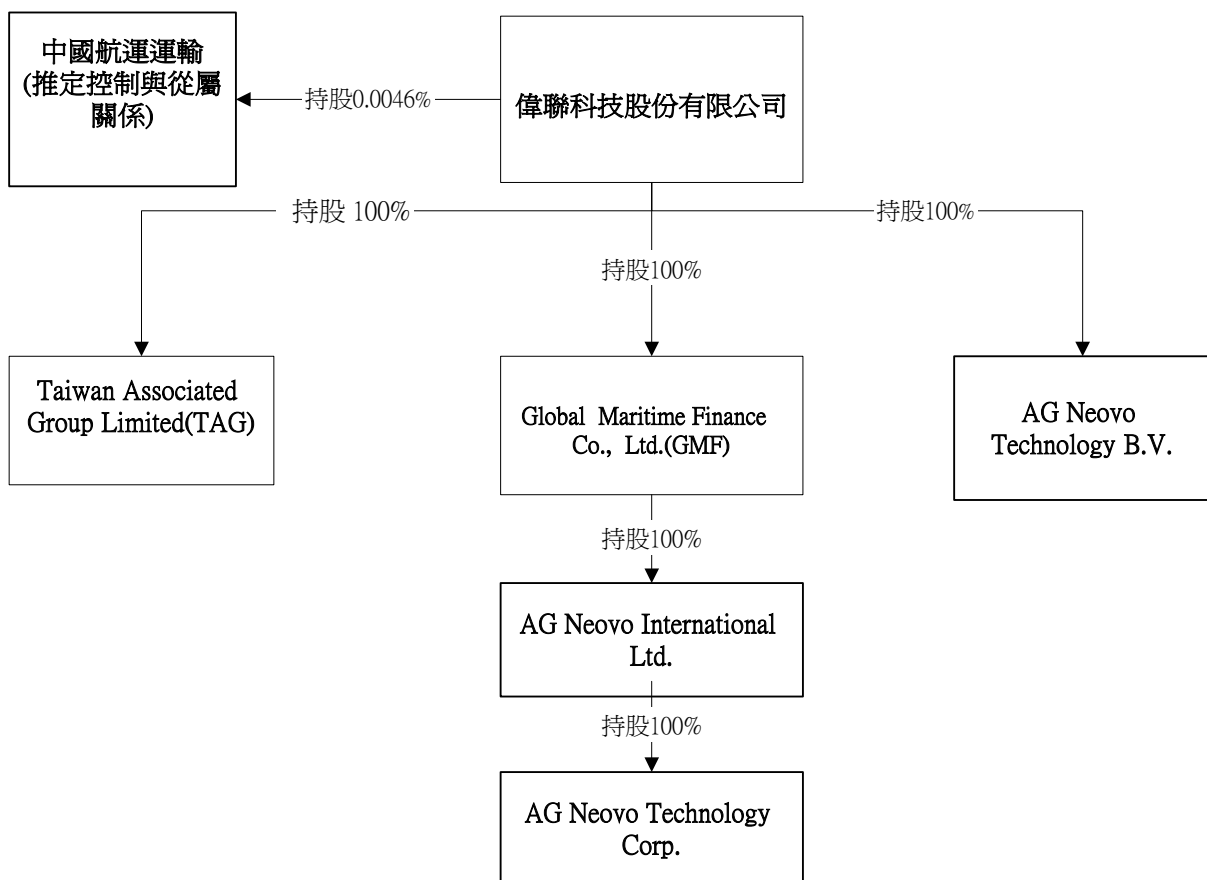 中國航運運輸
(推定控制與從屬
關係)
持股0.0046%
偉聯科技股份有限公司
持股 100%
持股100%
持股100%
Taiwan Associated
Group Limited(TAG)
Global Maritime Finance
Co., Ltd.(GMF)
AG Neovo
Technology B.V.
持股100%
AG Neovo International
Ltd.
持股100%
AG Neovo Technology
Corp.